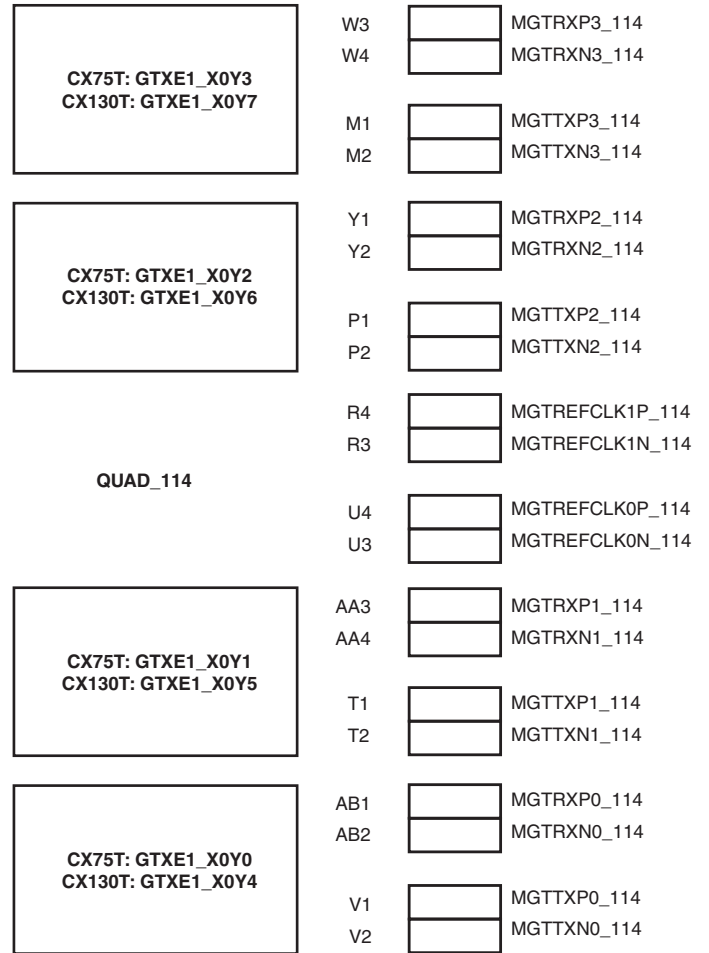 CX75T: GTXE1_X0Y3
CX130T: GTXE1_X0Y7
W3 MGTRXP3_114
W4 MGTRXN3_114
M1 MGTTXP3_114
M2 MGTTXN3_114
CX75T: GTXE1_X0Y2
CX130T: GTXE1_X0Y6
Y1 MGTRXP2_114
Y2 MGTRXN2_114
P1 MGTTXP2_114
P2 MGTTXN2_114
QUAD_114
R4 MGTREFCLK1P_114
R3 MGTREFCLK1N_114
U4 MGTREFCLK0P_114
U3 MGTREFCLK0N_114
CX75T: GTXE1_X0Y1
CX130T: GTXE1_X0Y5
AA3 MGTRXP1_114
AA4 MGTRXN1_114
T1 MGTTXP1_114
T2 MGTTXN1_114
CX75T: GTXE1_X0Y0
CX130T: GTXE1_X0Y4
AB1 MGTRXP0_114
AB2 MGTRXN0_114
V1 MGTTXP0_114
V2 MGTTXN0_114